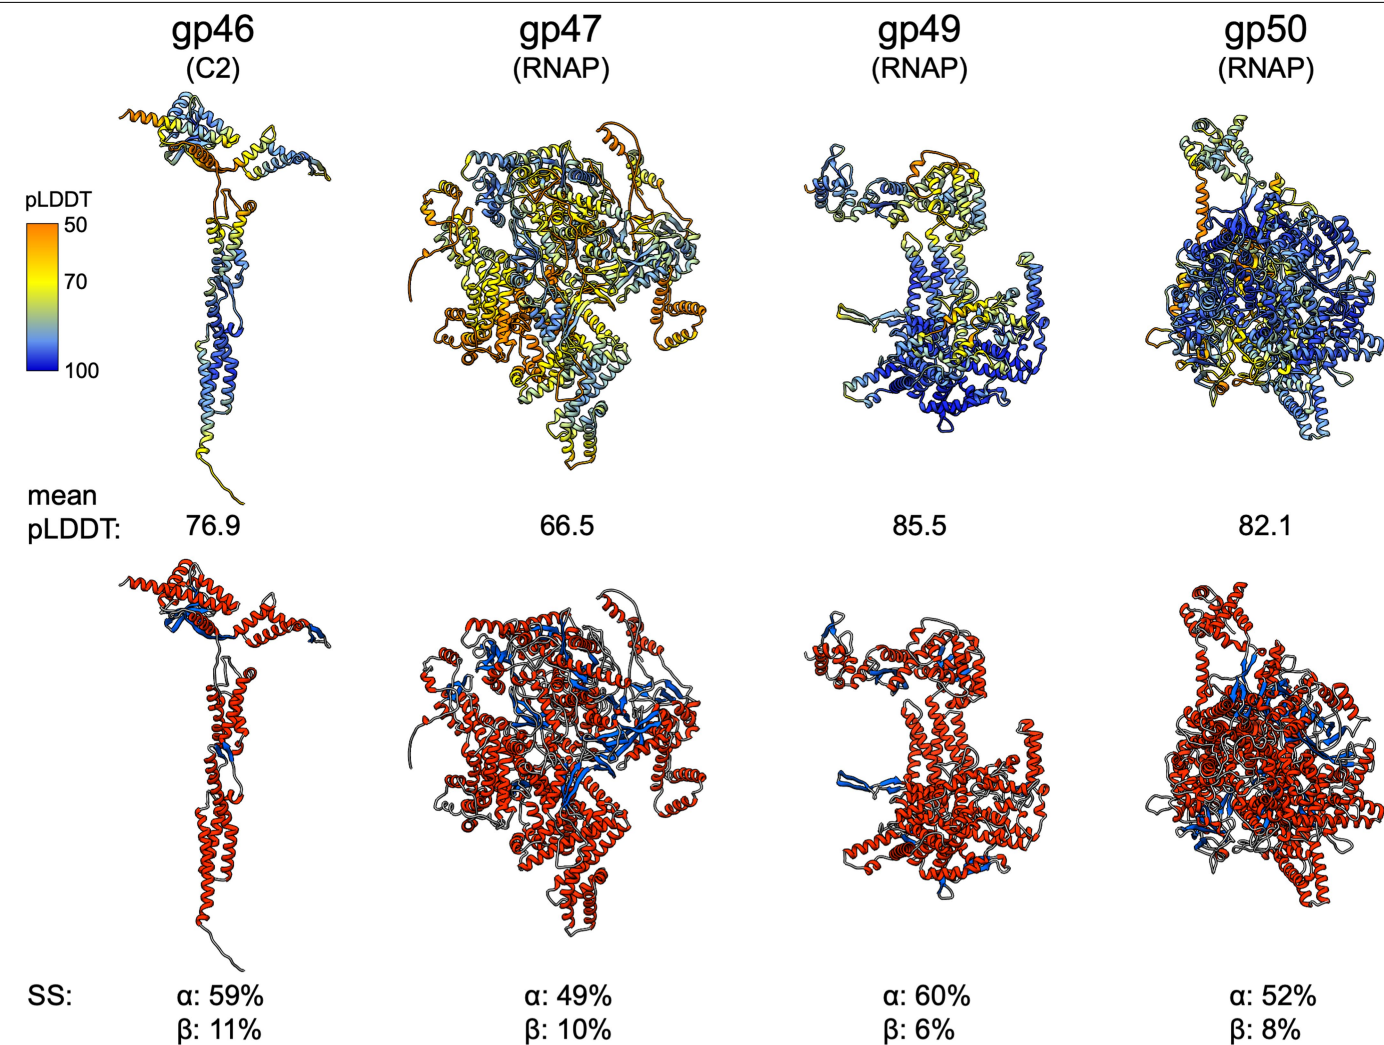 gp46 gp47 gp49 gp50
(C2) (RNAP) (RNAP) (RNAP)
pLDDT
50
70
100
mean
pLDDT: 76.9 66.5 85.5 82.1
SS: α: 59% α: 49% α: 60% α: 52%
β: 11% β: 10% β: 6% β: 8%